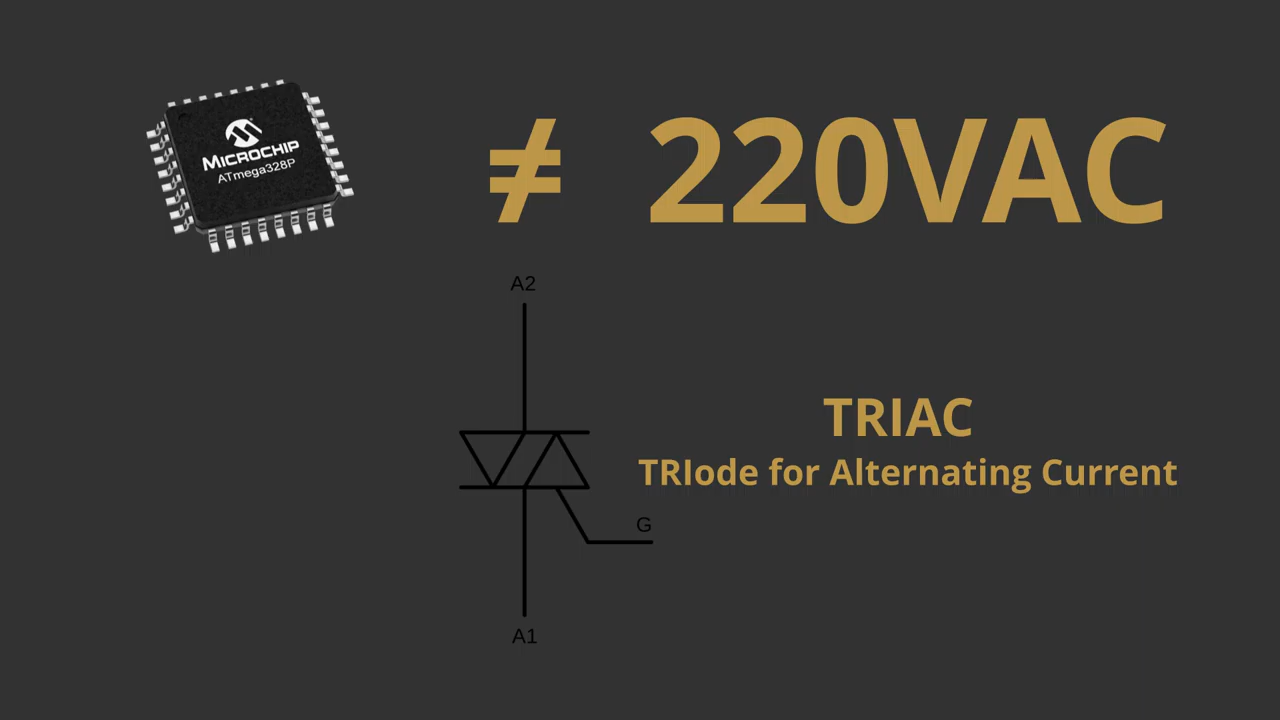 MICROCHIP
ATmega328P
≠ 220VAC
A2
TRIAC
TRIode for Alternating Current
G
A1